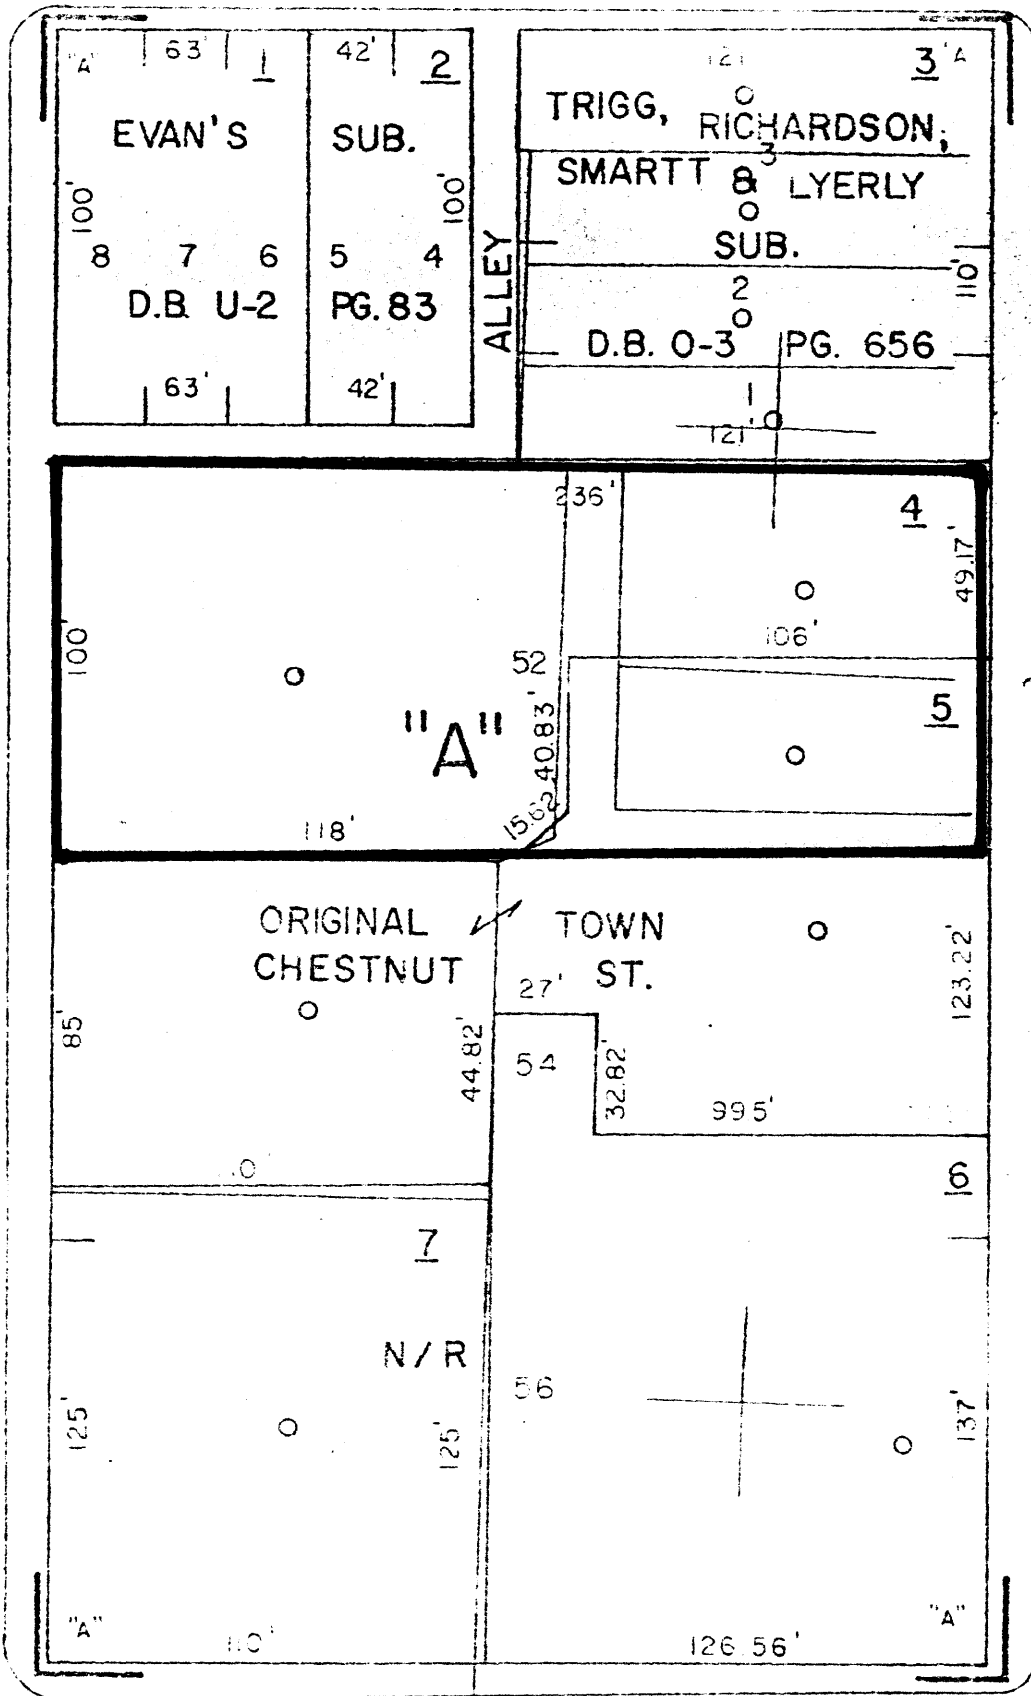 "A" 63' 1 42' 2
EVAN'S SUB.
100' 100'
8 7 6 5 4
D.B. U-2 PG. 83
63' 42'
ALLEY
121 3 "A"
TRIGG, RICHARDSON,
3
SMARTT & LYERLY
SUB.
110'
2
D.B. O-3 PG. 656
1
121'
236' 4
49.17'
100' 106'
52
"A" 40.83' 5
15.62'
118'
ORIGINAL TOWN
CHESTNUT ST.
123.22'
27'
85' 44.82' 54 32.82' 995'
6
7
N/R
56
125' 125' 137'
"A" "A"
110' 126.56'